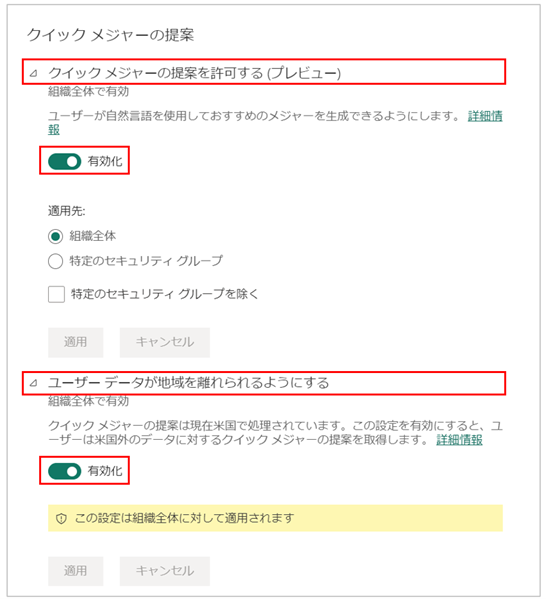 クイック メジャーの提案
クイック メジャーの提案を許可する (プレビュー)
組織全体で有効
ユーザーが自然言語を使用しておすすめのメジャーを生成できるようにします。 詳細情
報
有効化
適用先:
組織全体
特定のセキュリティ グループ
特定のセキュリティ グループを除く
適用 キャンセル
ユーザー データが地域を離れられるようにする
組織全体で有効
クイック メジャーの提案は現在米国で処理されています。この設定を有効にすると、ユ
ーザーは米国外のデータに対するクイック メジャーの提案を取得します。 詳細情報
有効化
この設定は組織全体に対して適用されます
適用 キャンセル